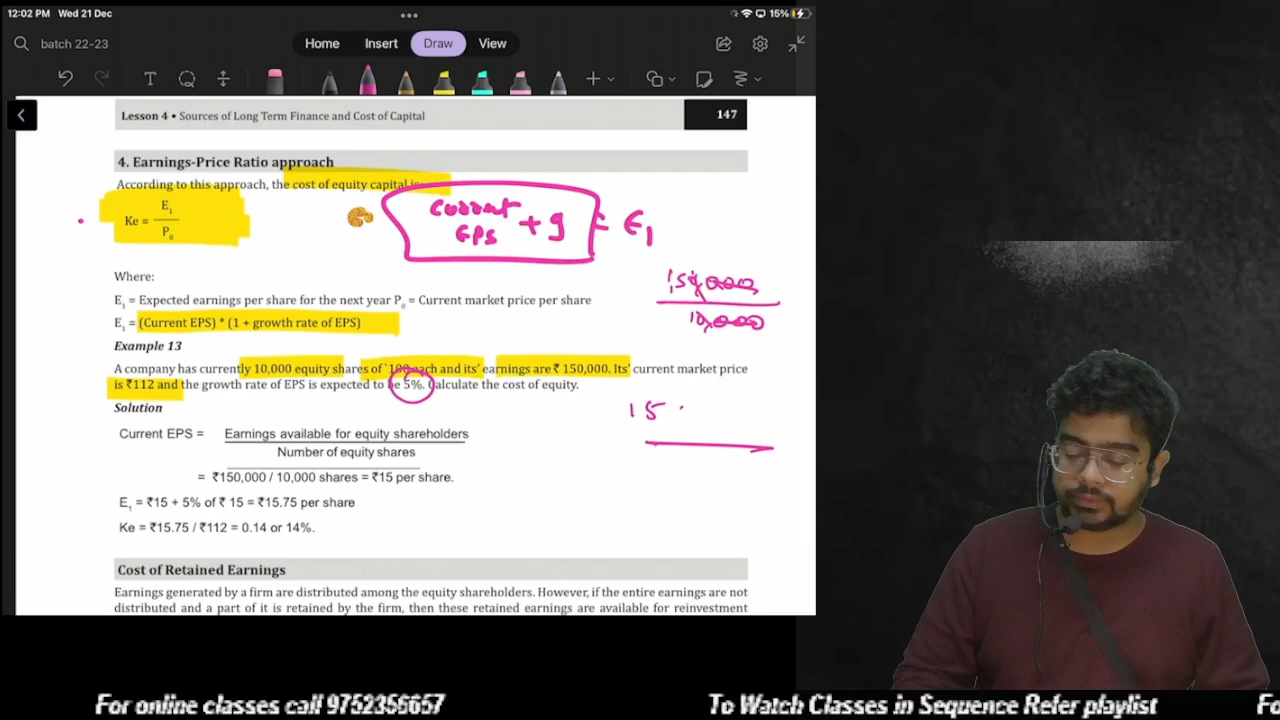 12:02 PM Wed 21 Dec
15%
batch 22-23
Home Insert Draw View
Lesson 4 • Sources of Long Term Finance and Cost of Capital 147
4. Earnings-Price Ratio approach
According to this approach, the cost of equity capital is
Ke = E1 / P0
Current EPS + g = E1
Where:
E1 = Expected earnings per share for the next year P0 = Current market price per share
150,000
10,000
E1 = (Current EPS) * (1 + growth rate of EPS)
Example 13
A company has currently 10,000 equity shares of `100 each and its' earnings are ₹ 150,000. Its' current market price
is ₹112 and the growth rate of EPS is expected to be 5%. Calculate the cost of equity.
Solution
15.
Current EPS = Earnings available for equity shareholders
Number of equity shares
= ₹150,000 / 10,000 shares = ₹15 per share.
E1 = ₹15 + 5% of ₹ 15 = ₹15.75 per share
Ke = ₹15.75 / ₹112 = 0.14 or 14%.
Cost of Retained Earnings
Earnings generated by a firm are distributed among the equity shareholders. However, if the entire earnings are not
distributed and a part of it is retained by the firm, then these retained earnings are available for reinvestment
For online classes call 9752356657 To Watch Classes in Sequence Refer playlist Fo